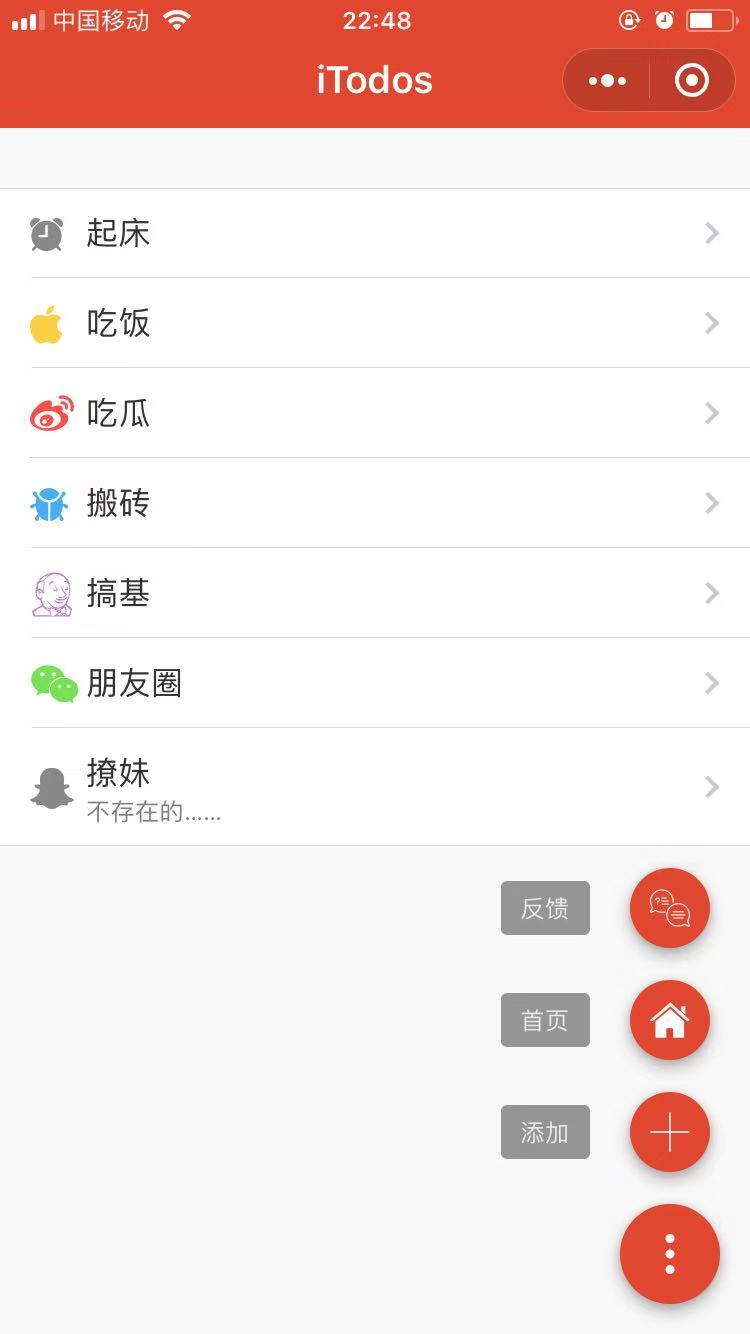 中国移动
22:48
iTodos
起床
吃饭
吃瓜
搬砖
搞基
朋友圈
撩妹
不存在的......
反馈
首页
添加